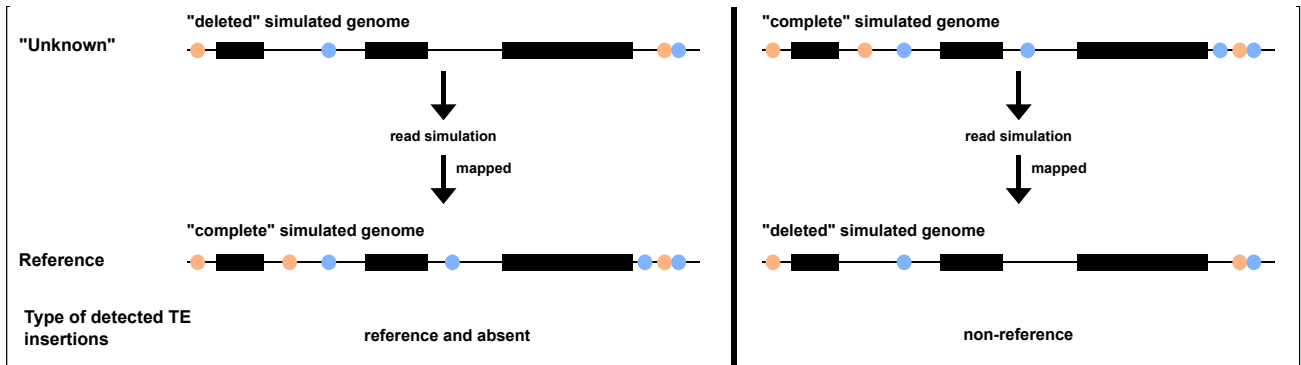 "deleted" simulated genome
"Unknown"
read simulation
mapped
"complete" simulated genome
Reference
Type of detected TE
insertions
reference and absent
"complete" simulated genome
read simulation
mapped
"deleted" simulated genome
non-reference